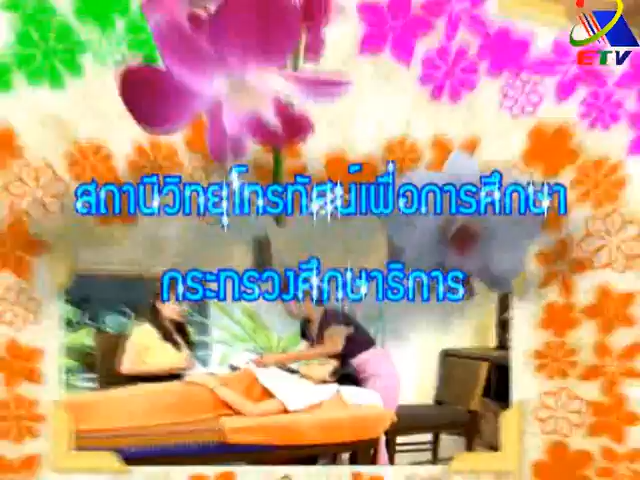 ETV
สถานีวิทยุโทรทัศน์เพื่อการศึกษา
กระทรวงศึกษาธิการ